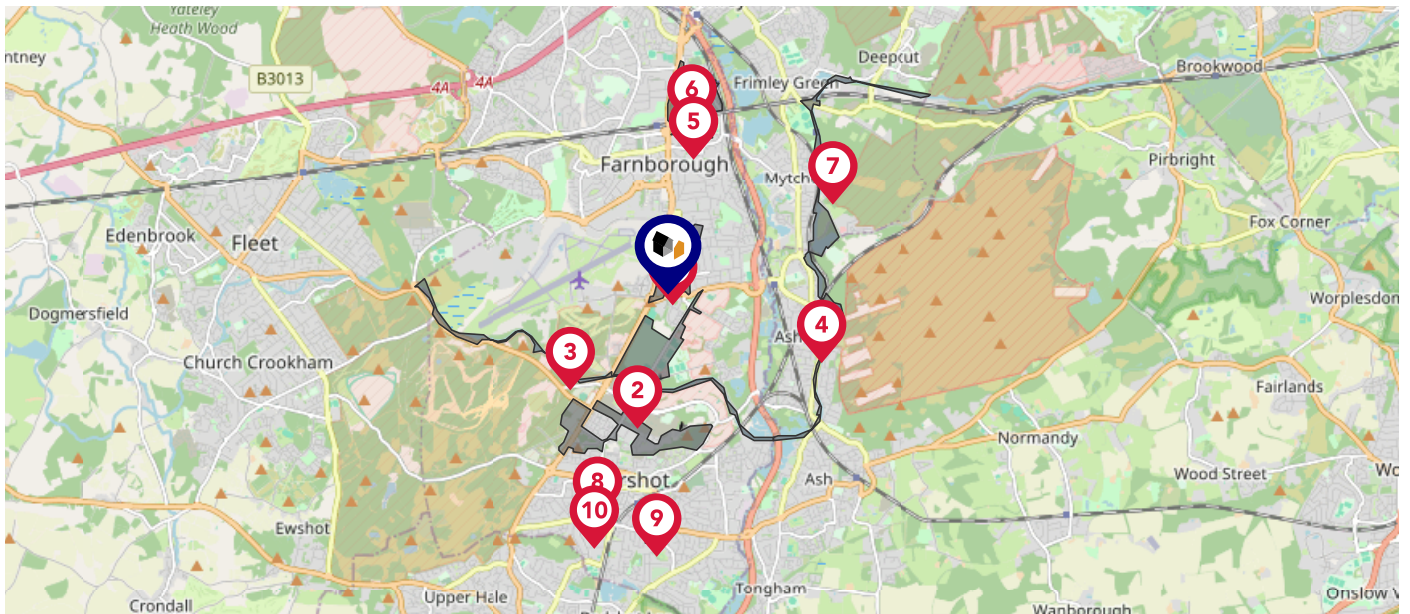 Yateley
Heath Wood
ntney
B3013
4A
4A
Deepcut
Frimley Green
Brookwood
6
5
Farnborough
7
Mytch
Pirbright
Edenbrook
Fleet
Fox Corner
Worplesdon
Dogmersfield
4
Ash
3
Church Crookham
2
Fairlands
Normandy
8
rshot
Ash
Wood Street
Wo
10
9
Ewshot
Tongham
Upper Hale
Crondall
Wanborough
Onslow V